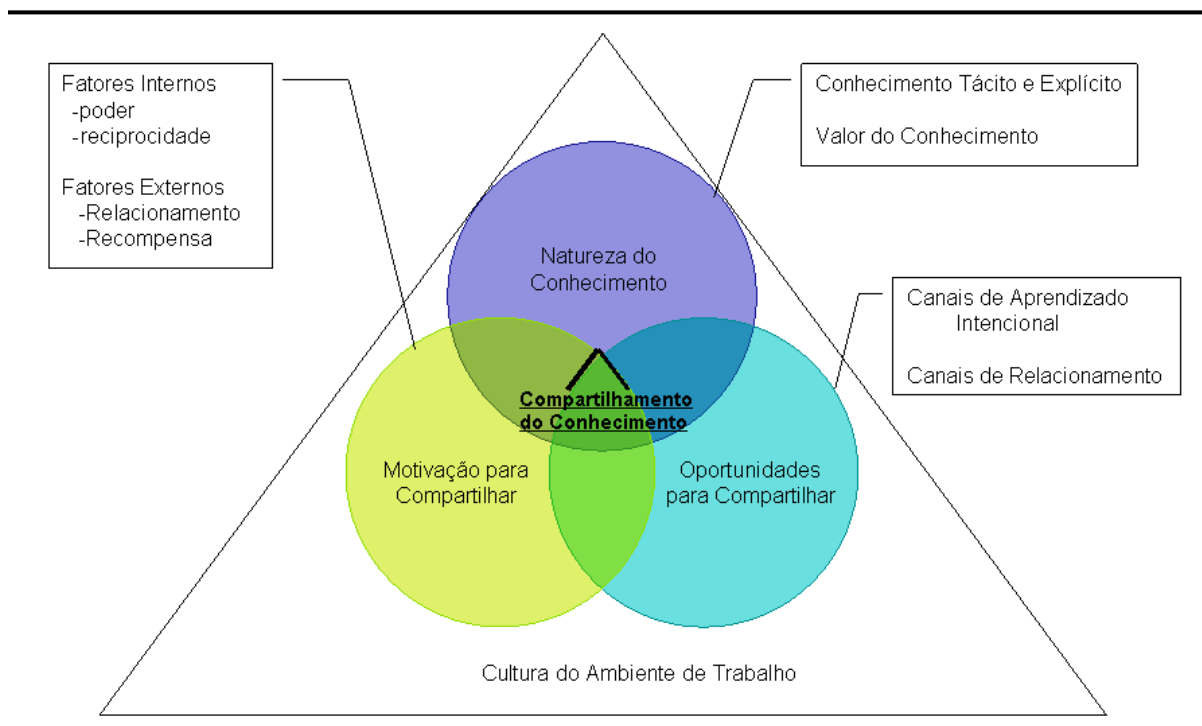 Fatores Internos
-poder
-reciprocidade
Fatores Externos
-Relacionamento
-Recompensa
Conhecimento Tácito e Explícito
Valor do Conhecimento
Natureza do
Conhecimento
Canais de Aprendizado
Intencional
Canais de Relacionamento
Compartilhamento
do Conhecimento
Motivação para
Compartilhar
Oportunidades
para Compartilhar
Cultura do Ambiente de Trabalho